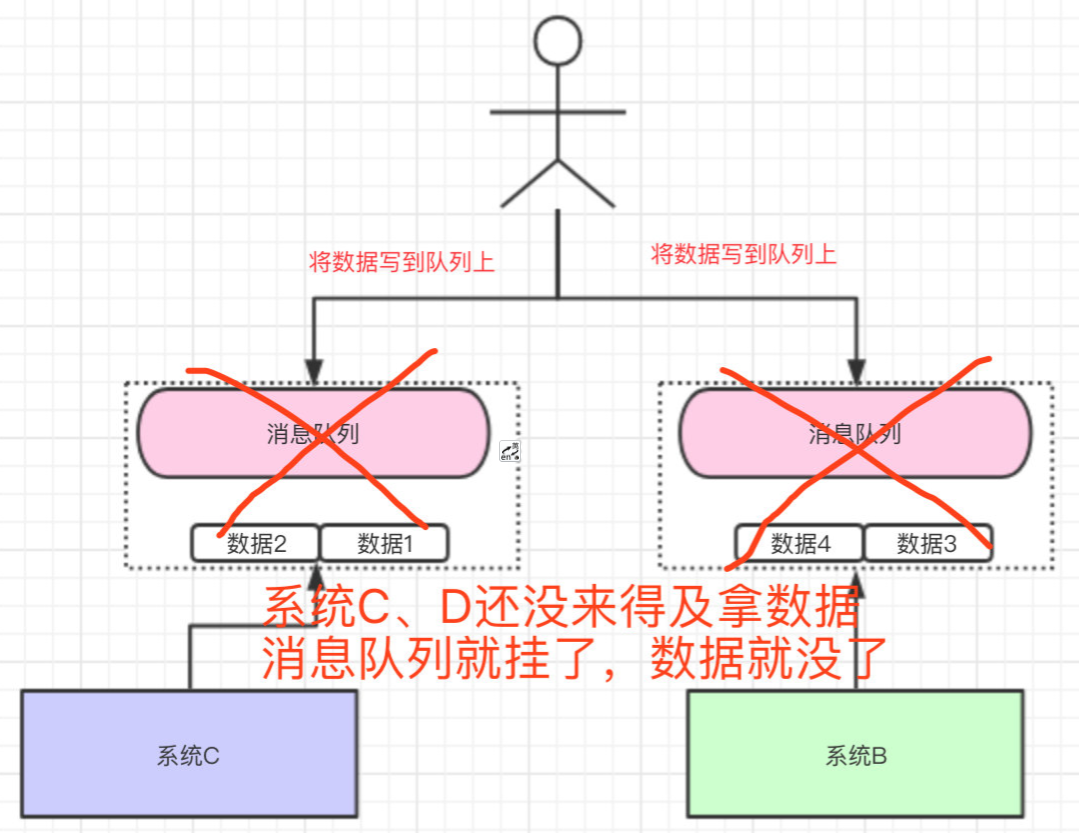 将数据写到队列上
将数据写到队列上
消息队列
消息队列
数据2
数据1
数据4
数据3
系统C、D还没来得及拿数据
消息队列就挂了，数据就没了
系统C
系统B